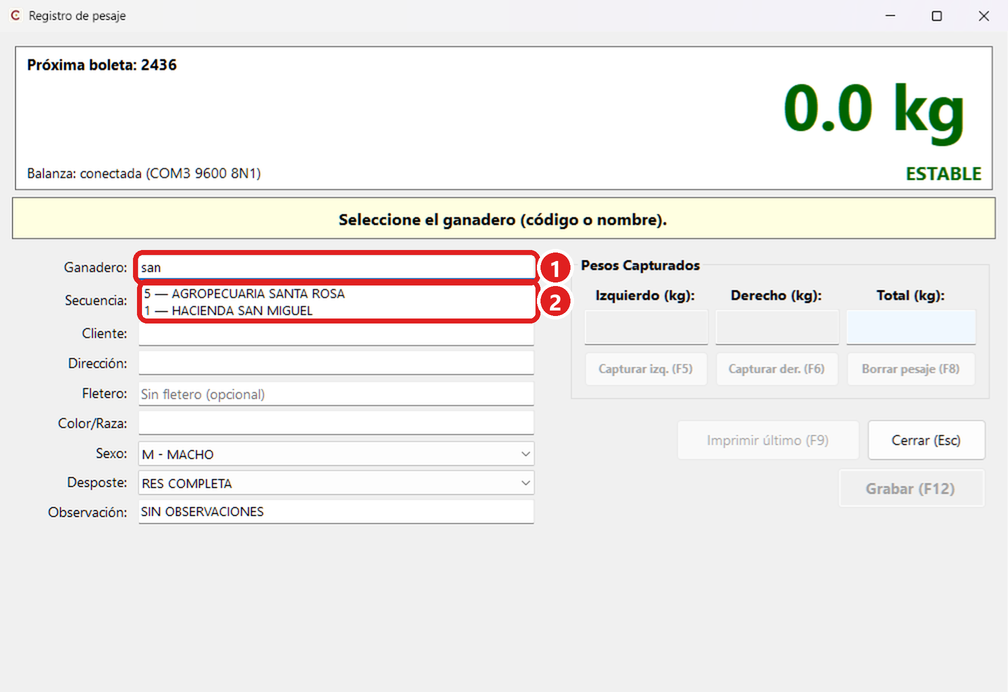 Registro de pesaje
Próxima boleta: 2436
0.0 kg
Balanza: conectada (COM3 9600 8N1)
ESTABLE
Seleccione el ganadero (código o nombre).
Ganadero: san
1
Secuencia:
5 — AGROPECUARIA SANTA ROSA
1 — HACIENDA SAN MIGUEL
2
Cliente:
Dirección:
Fletero: Sin fletero (opcional)
Color/Raza:
Sexo: M - MACHO
Desposte: RES COMPLETA
Observación: SIN OBSERVACIONES
Pesos Capturados
Izquierdo (kg): Derecho (kg): Total (kg):
Capturar izq. (F5) Capturar der. (F6) Borrar pesaje (F8)
Imprimir último (F9) Cerrar (Esc)
Grabar (F12)